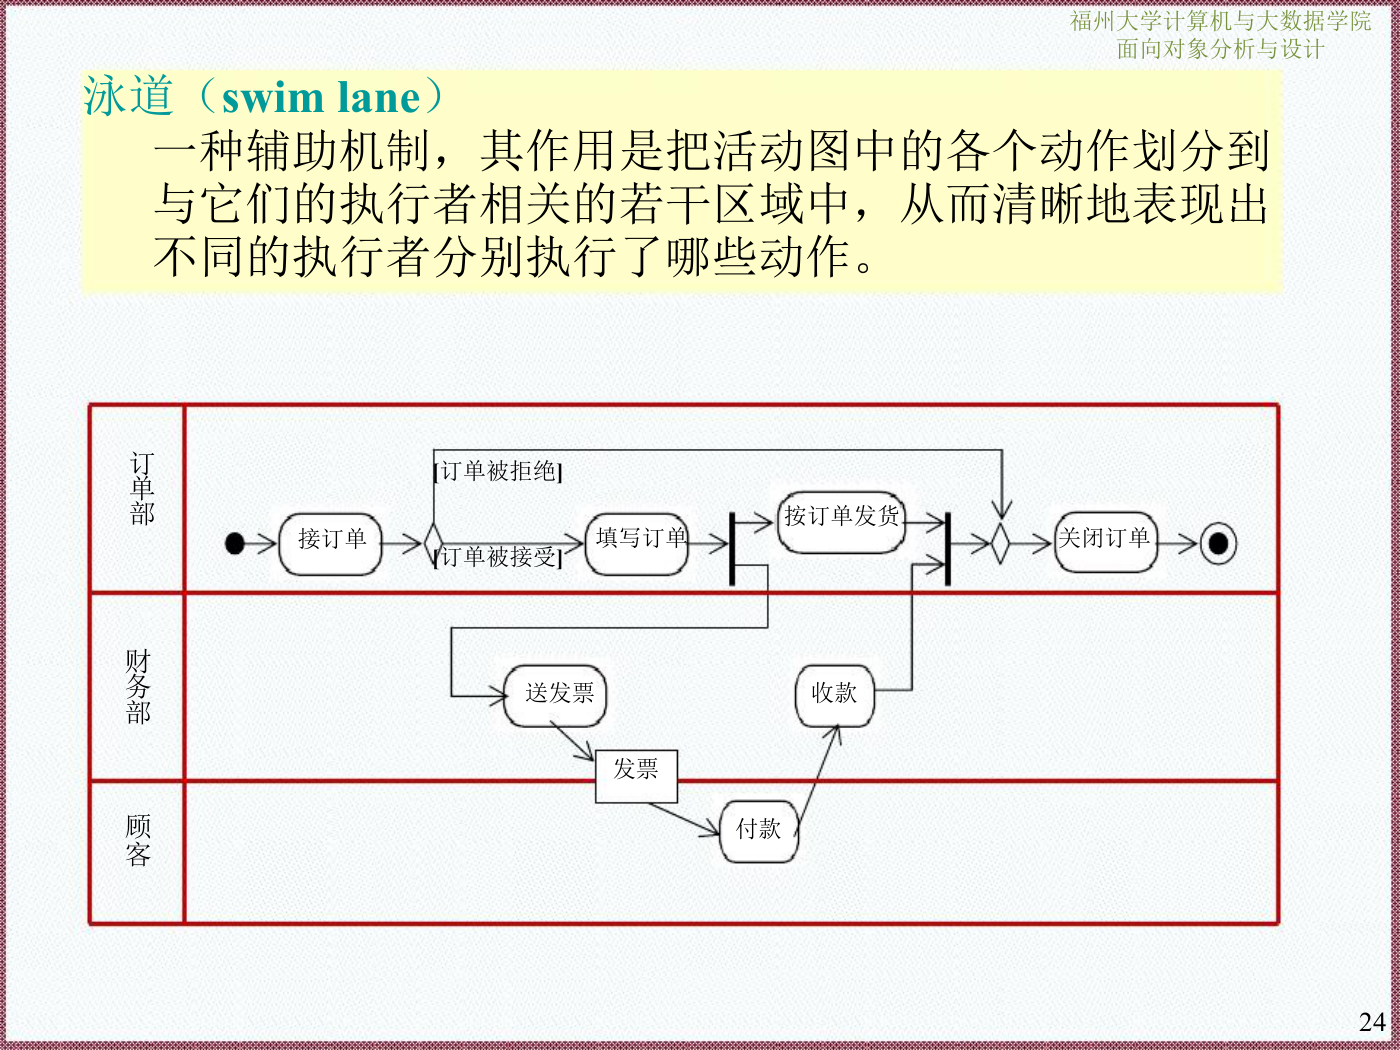 福州大学计算机与大数据学院
面向对象分析与设计
泳道（swim lane）
一种辅助机制，其作用是把活动图中的各个动作划分到
与它们的执行者相关的若干区域中，从而清晰地表现出
不同的执行者分别执行了哪些动作。
订单部
[订单被拒绝]
接订单
[订单被接受]
填写订单
按订单发货
关闭订单
财务部
送发票
收款
发票
顾客
付款
24